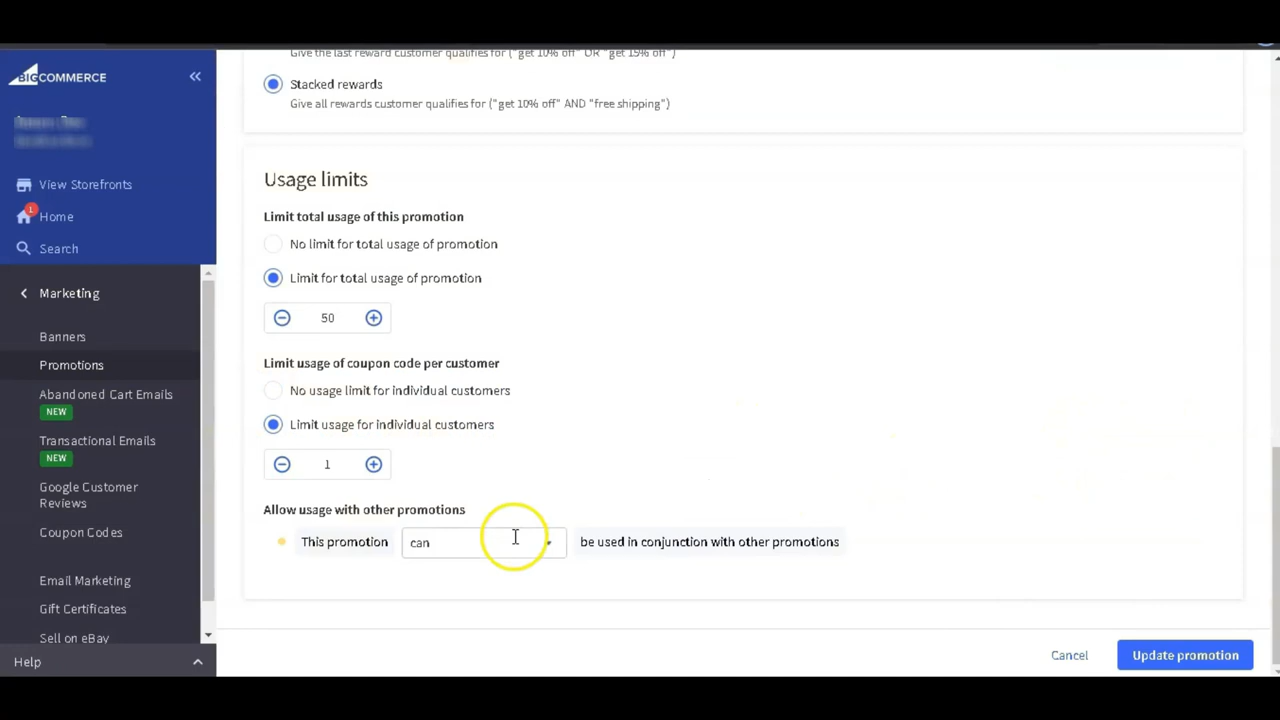 Give the last reward customer qualifies for ("get 10% off" OR "get 15% off")
BIGCOMMERCE
Stacked rewards
Give all rewards customer qualifies for ("get 10% off" AND "free shipping")
View Storefronts
1
Home
Search
Marketing
Banners
Promotions
Abandoned Cart Emails
NEW
Transactional Emails
NEW
Google Customer
Reviews
Coupon Codes
Email Marketing
Gift Certificates
Sell on eBay
Help
Usage limits
Limit total usage of this promotion
No limit for total usage of promotion
Limit for total usage of promotion
50
Limit usage of coupon code per customer
No usage limit for individual customers
Limit usage for individual customers
1
Allow usage with other promotions
This promotion can be used in conjunction with other promotions
Cancel
Update promotion